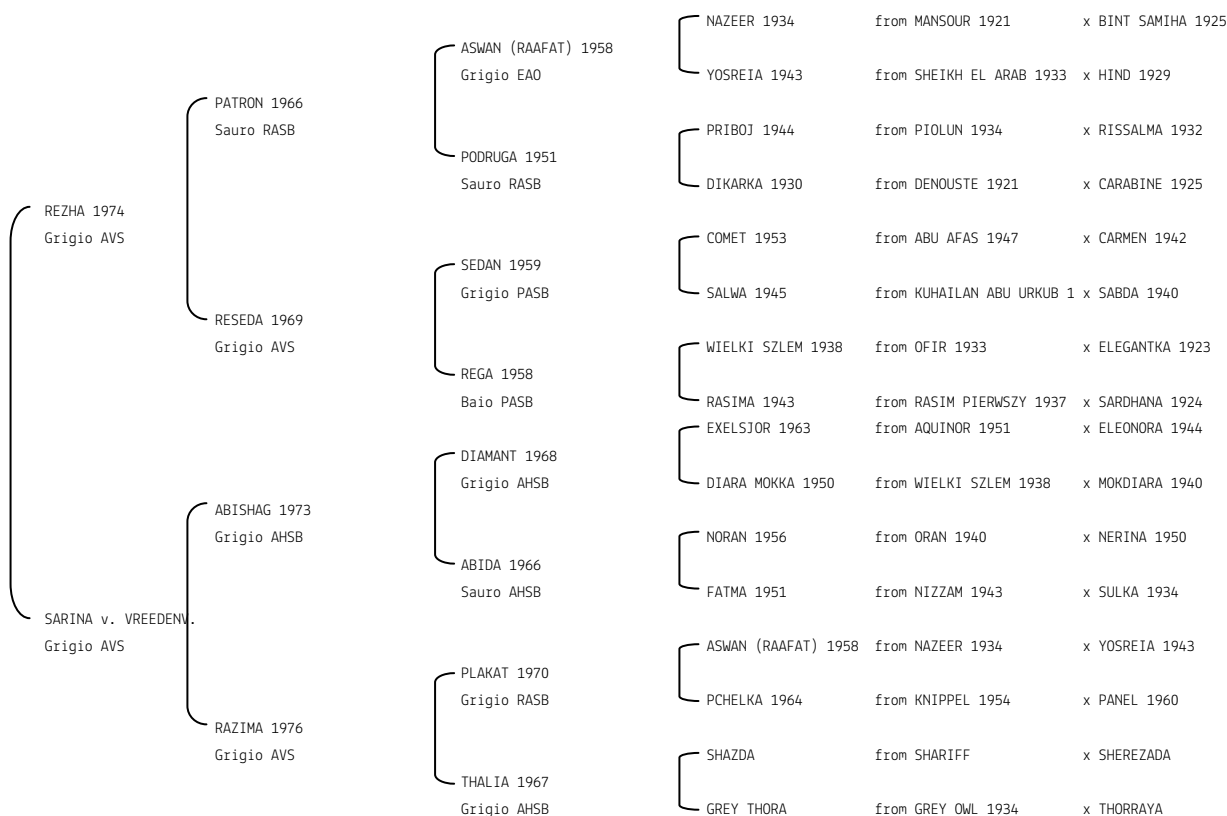 NAZEER 1934 from MANSOUR 1921 x BINT SAMIHA 1925
ASWAN (RAAFAT) 1958
Grigio EAO YOSREIA 1943 from SHEIKH EL ARAB 1933 x HIND 1929
PATRON 1966
Sauro RASB PRIBOJ 1944 from PIOLUN 1934 x RISSALMA 1932
PODRUGA 1951
Sauro RASB DIKARKA 1930 from DENOUSTE 1921 x CARABINE 1925
REZHA 1974
Grigio AVS COMET 1953 from ABU AFAS 1947 x CARMEN 1942
SEDAN 1959
Grigio PASB SALWA 1945 from KUHAILAN ABU URKUB 1 x SABDA 1940
RESEDA 1969
Grigio AVS WIELKI SZLEM 1938 from OFIR 1933 x ELEGANTKA 1923
REGA 1958
Baio PASB RASIMA 1943 from RASIM PIERWSZY 1937 x SARDHANA 1924
EXELSJOR 1963 from AQUINOR 1951 x ELEONORA 1944
DIAMANT 1968
Grigio AHSB DIARA MOKKA 1950 from WIELKI SZLEM 1938 x MOKDIARA 1940
ABISHAG 1973
Grigio AHSB NORAN 1956 from ORAN 1940 x NERINA 1950
ABIDA 1966
Sauro AHSB FATMA 1951 from NIZZAM 1943 x SULKA 1934
SARINA v. VREEDENV.
Grigio AVS ASWAN (RAAFAT) 1958 from NAZEER 1934 x YOSREIA 1943
PLAKAT 1970
Grigio RASB PCHELKA 1964 from KNIPPEL 1954 x PANEL 1960
RAZIMA 1976
Grigio AVS SHAZDA from SHARIFF x SHEREZADA
THALIA 1967
Grigio AHSB GREY THORA from GREY OWL 1934 x THORRAYA